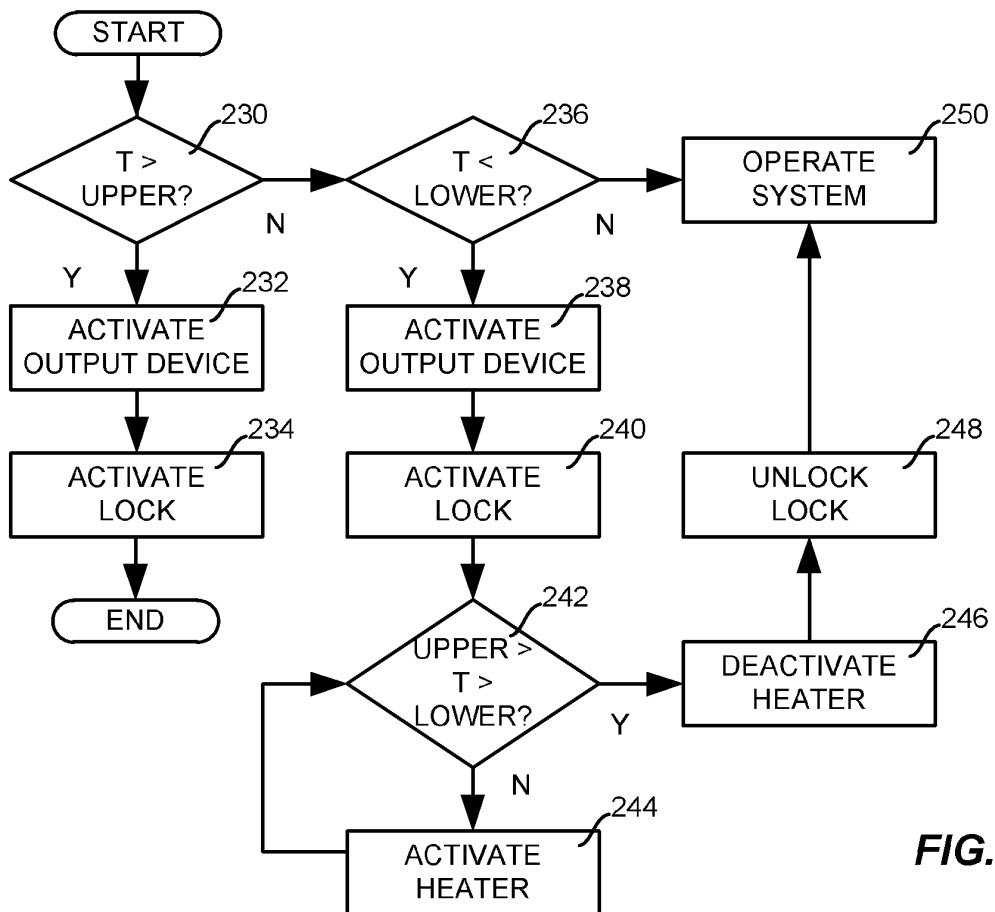 START
230
T >
UPPER?
N
Y
236
T <
LOWER?
N
Y
250
OPERATE
SYSTEM
232
ACTIVATE
OUTPUT DEVICE
238
ACTIVATE
OUTPUT DEVICE
234
ACTIVATE
LOCK
240
ACTIVATE
LOCK
248
UNLOCK
LOCK
END
242
UPPER >
T >
LOWER?
Y
N
246
DEACTIVATE
HEATER
244
ACTIVATE
HEATER
FIG.